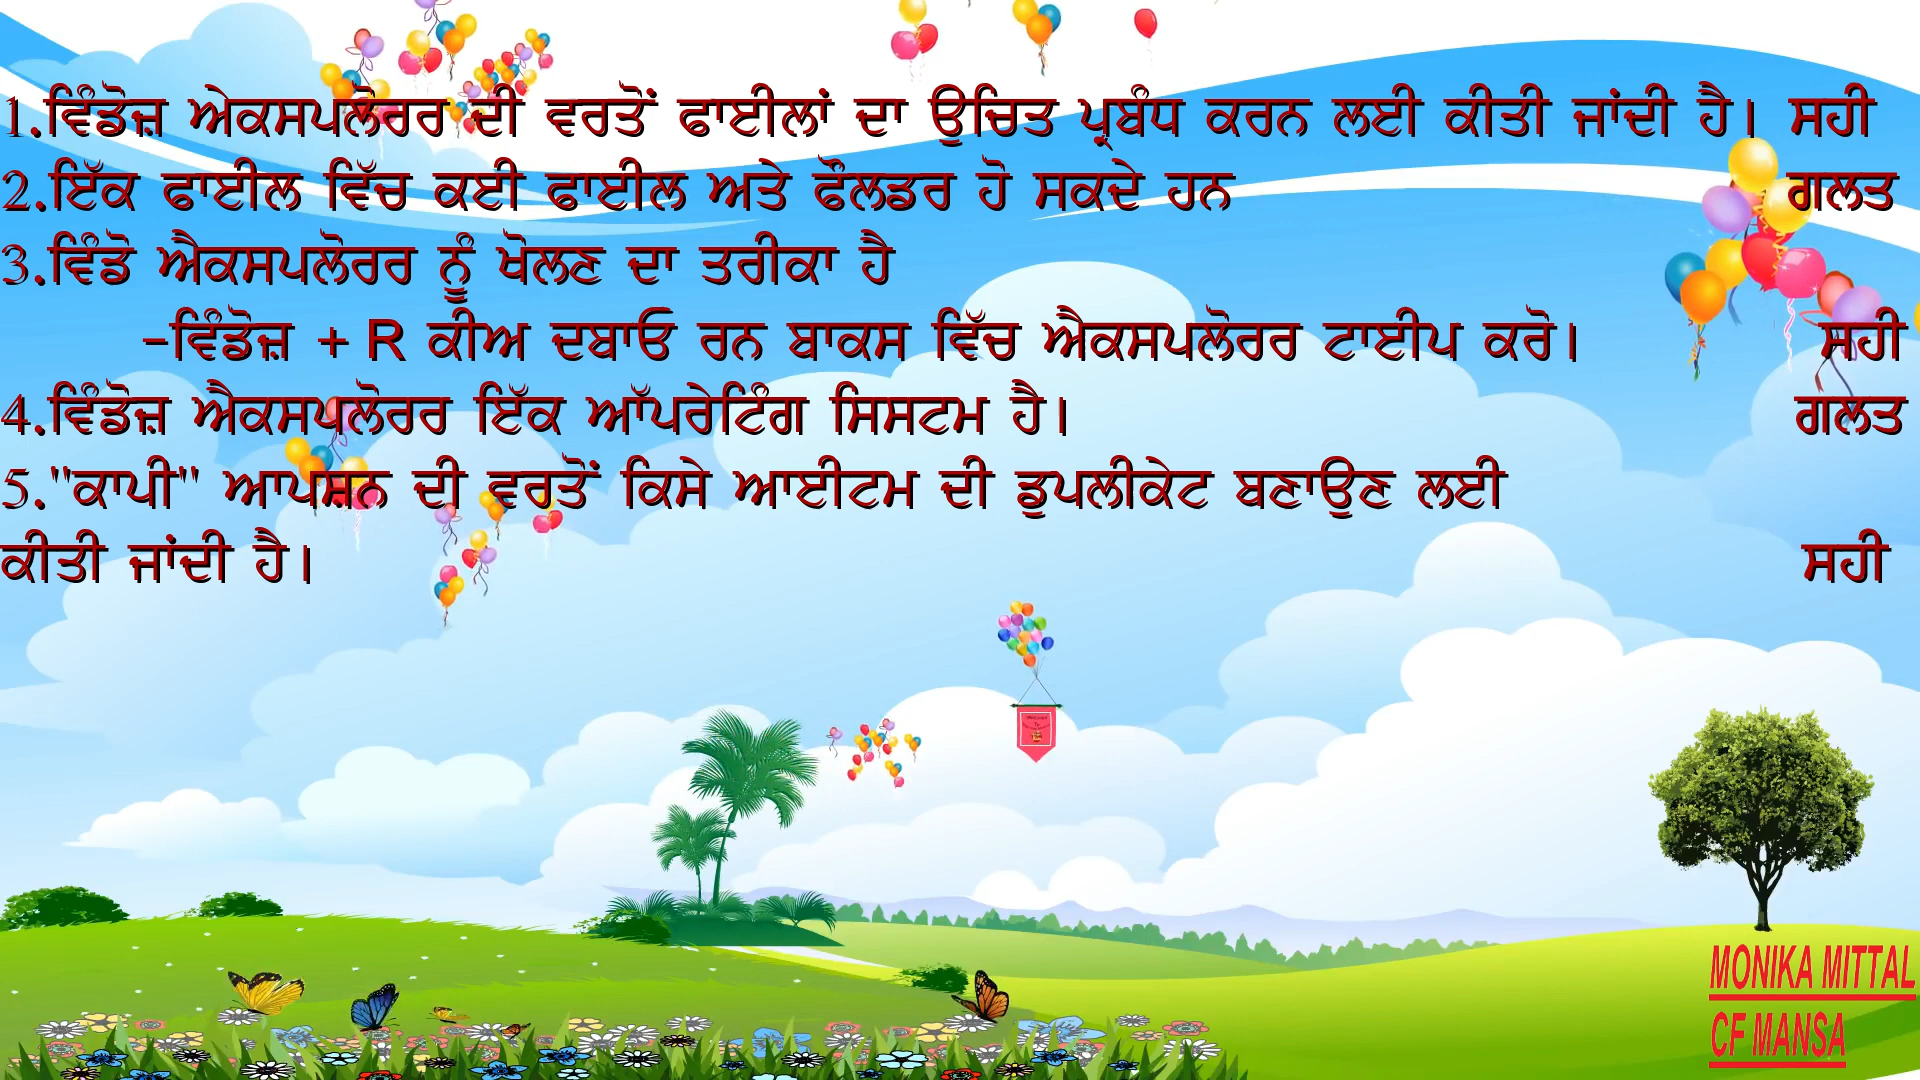 1.ਵਿੰਡੋਜ਼ ਅੇਕਸਪਲੋਰਰ ਦੀ ਵਰਤੋਂ ਫਾਈਲਾਂ ਦਾ ਉਚਿਤ ਪ੍ਰਬੰਧ ਕਰਨ ਲਈ ਕੀਤੀ ਜਾਂਦੀ ਹੈ। ਸਹੀ
2.ਇੱਕ ਫਾਈਲ ਵਿੱਚ ਕਈ ਫਾਈਲ ਅਤੇ ਫੌਲਡਰ ਹੋ ਸਕਦੇ ਹਨ ਗਲਤ
3.ਵਿੰਡੋ ਐਕਸਪਲੋਰਰ ਨੂੰ ਖੋਲਣ ਦਾ ਤਰੀਕਾ ਹੈ
-ਵਿੰਡੋਜ਼ + R ਕੀਅ ਦਬਾਓ ਰਨ ਬਾਕਸ ਵਿੱਚ ਐਕਸਪਲੋਰਰ ਟਾਈਪ ਕਰੋ। ਸਹੀ
4.ਵਿੰਡੋਜ਼ ਐਕਸਪਲੋਰਰ ਇੱਕ ਆੱਪਰੇਟਿੰਗ ਸਿਸਟਮ ਹੈ। ਗਲਤ
5."ਕਾਪੀ" ਆਪਸ਼ਨ ਦੀ ਵਰਤੋਂ ਕਿਸੇ ਆਈਟਮ ਦੀ ਡੁਪਲੀਕੇਟ ਬਣਾਉਣ ਲਈ
ਕੀਤੀ ਜਾਂਦੀ ਹੈ। ਸਹੀ
MONIKA MITTAL
CF MANSA